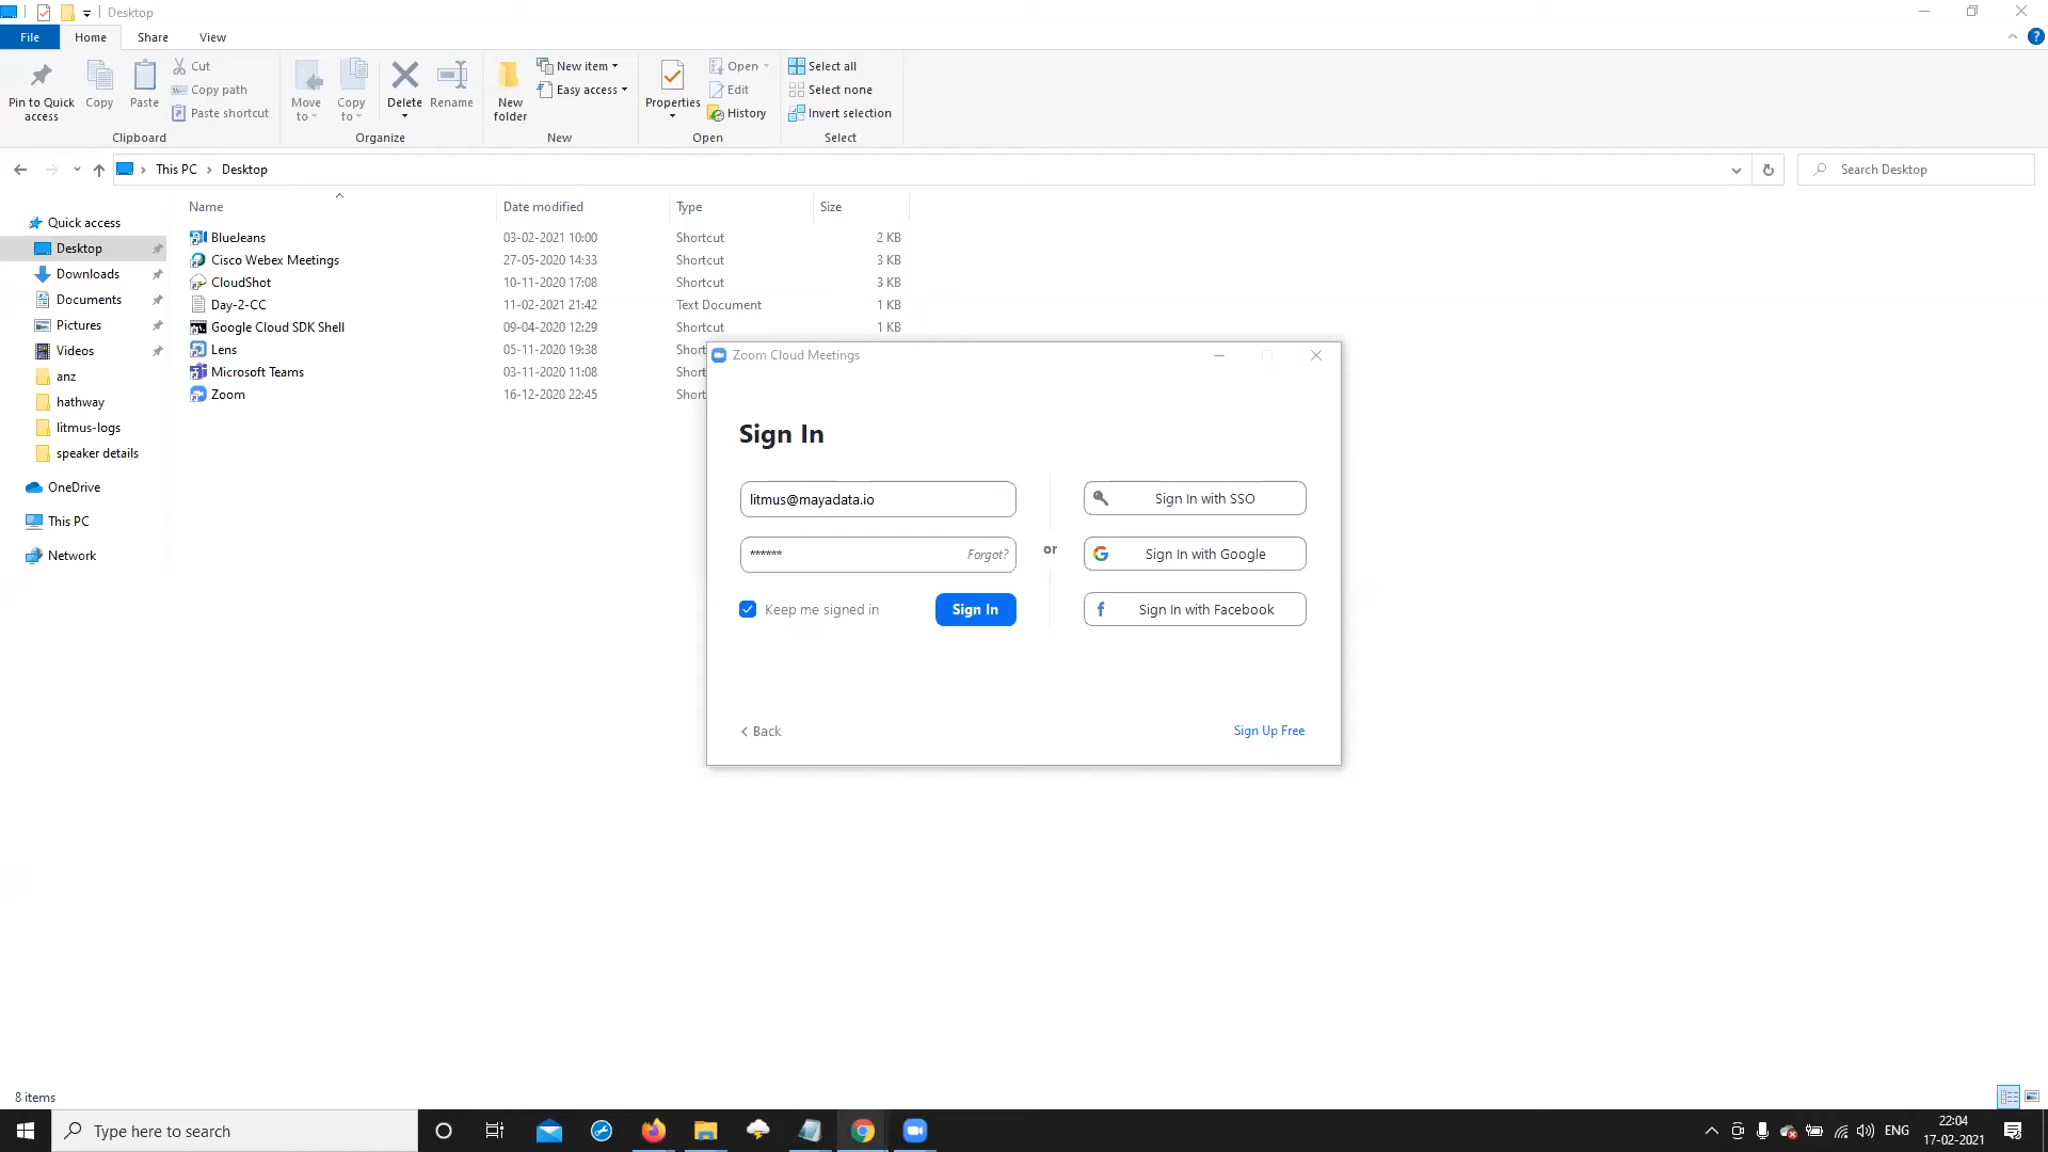 Desktop
File Home Share View
Pin to Quick access
Copy
Paste
Cut
Copy path
Paste shortcut
Clipboard
Move to
Copy to
Delete
Rename
Organize
New folder
New item
Easy access
New
Properties
Open
Edit
History
Open
Select all
Select none
Invert selection
Select
This PC > Desktop
Search Desktop
Quick access
Desktop
Downloads
Documents
Pictures
Videos
anz
hathway
litmus-logs
speaker details
OneDrive
This PC
Network
Name Date modified Type Size
BlueJeans 03-02-2021 10:00 Shortcut 2 KB
Cisco Webex Meetings 27-05-2020 14:33 Shortcut 3 KB
CloudShot 10-11-2020 17:08 Shortcut 3 KB
Day-2-CC 11-02-2021 21:42 Text Document 1 KB
Google Cloud SDK Shell 09-04-2020 12:29 Shortcut 1 KB
Lens 05-11-2020 19:38 Short
Microsoft Teams 03-11-2020 11:08 Short
Zoom 16-12-2020 22:45 Short
Zoom Cloud Meetings
Sign In
litmus@mayadata.io
****** Forgot?
Keep me signed in
Sign In
or
Sign In with SSO
Sign In with Google
Sign In with Facebook
< Back
Sign Up Free
8 items
Type here to search
ENG
22:04
17-02-2021